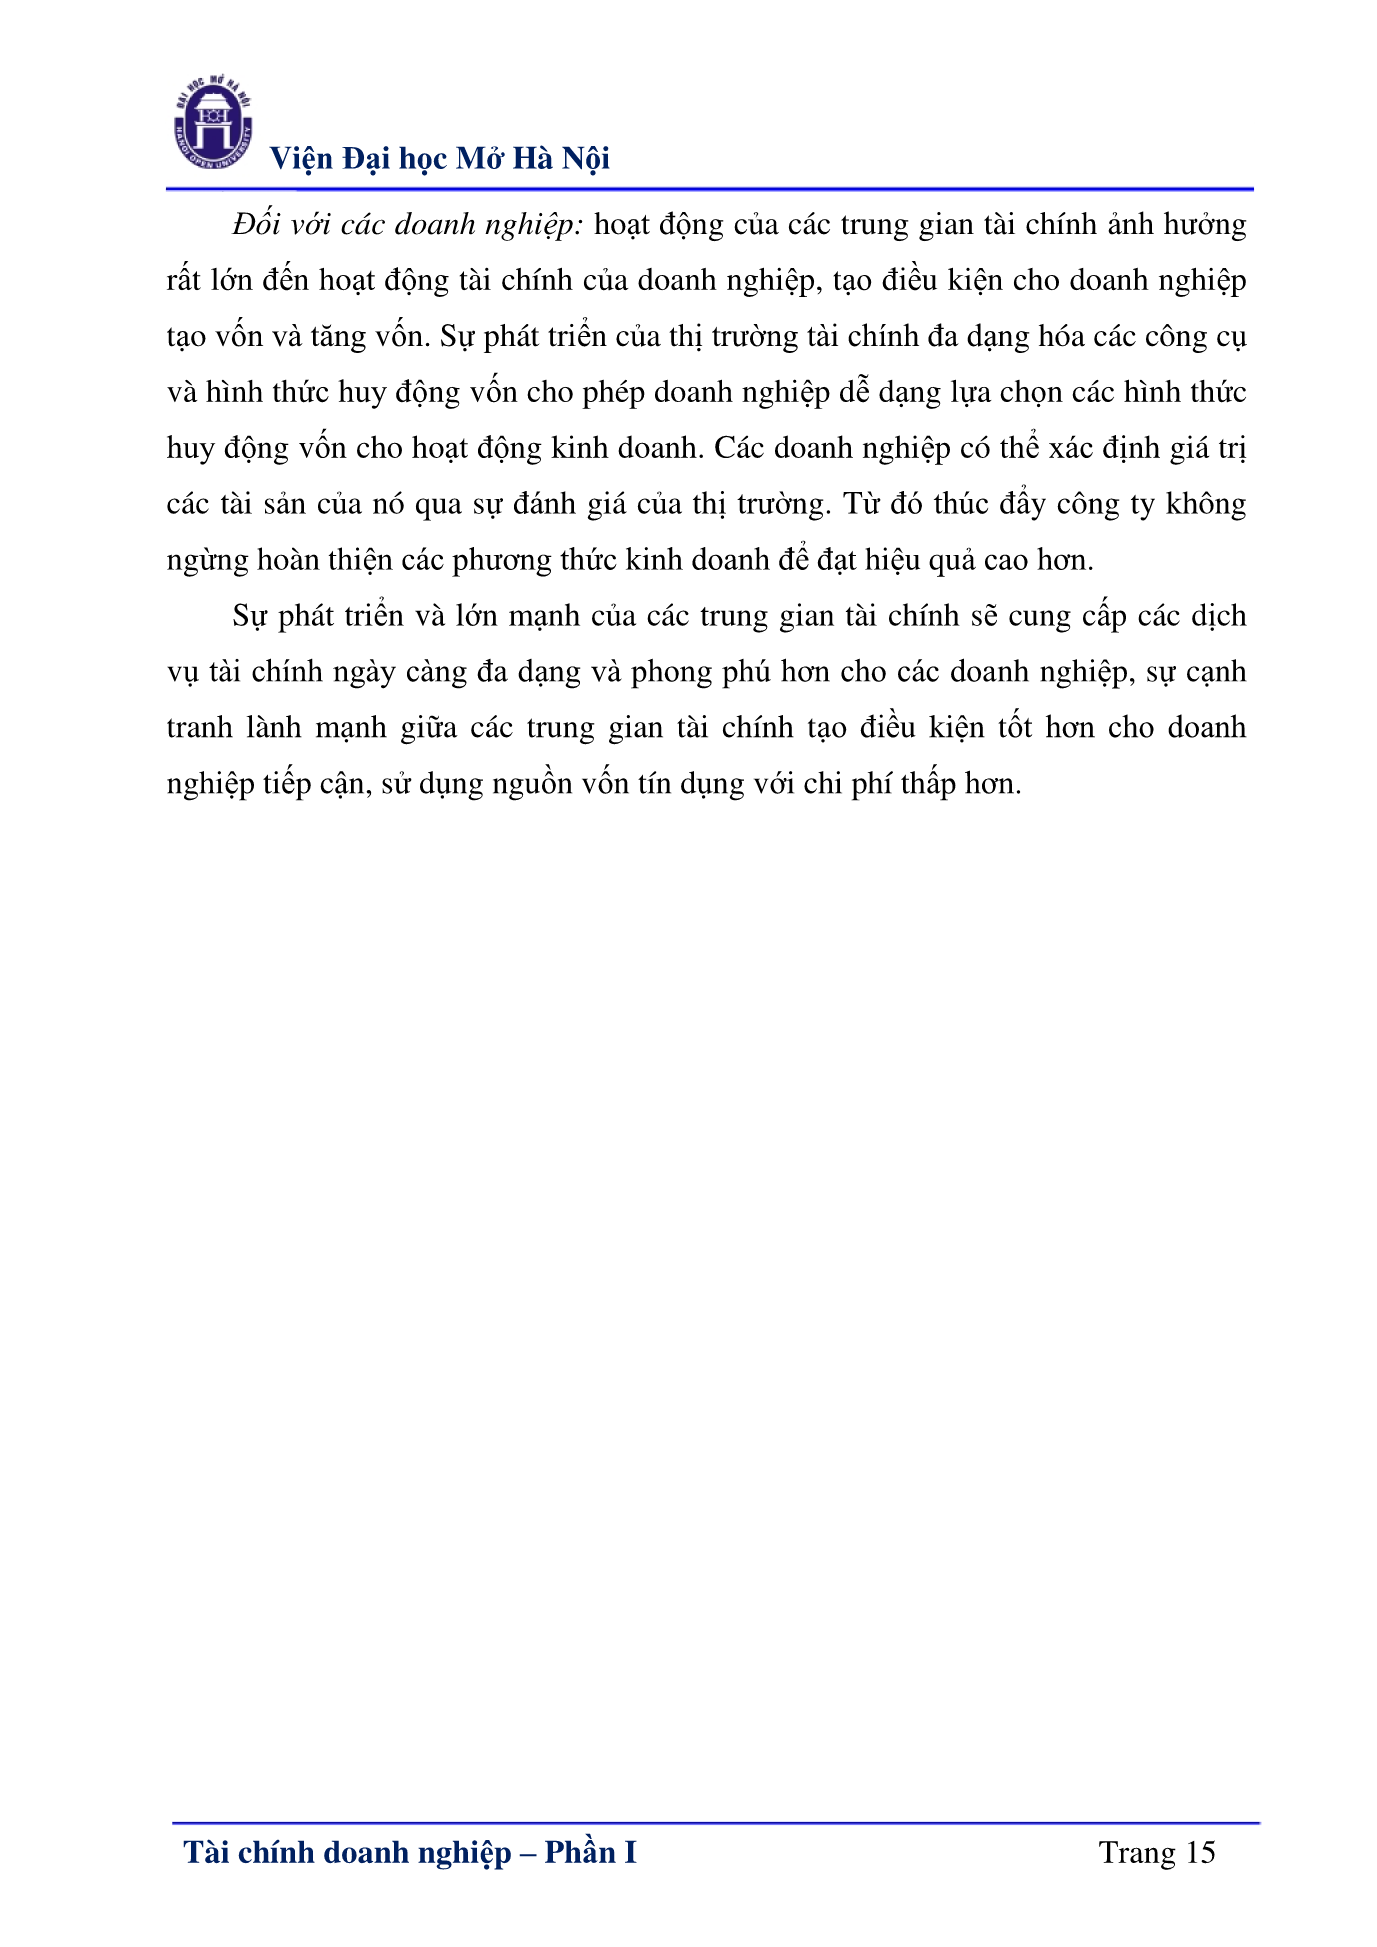 ĐẠI HỌC MỞ HÀ NỘI
HANOI OPEN UNIVERSITY
Viện Đại học Mở Hà Nội
Đối với các doanh nghiệp: hoạt động của các trung gian tài chính ảnh hưởng
rất lớn đến hoạt động tài chính của doanh nghiệp, tạo điều kiện cho doanh nghiệp
tạo vốn và tăng vốn. Sự phát triển của thị trường tài chính đa dạng hóa các công cụ
và hình thức huy động vốn cho phép doanh nghiệp dễ dạng lựa chọn các hình thức
huy động vốn cho hoạt động kinh doanh. Các doanh nghiệp có thể xác định giá trị
các tài sản của nó qua sự đánh giá của thị trường. Từ đó thúc đẩy công ty không
ngừng hoàn thiện các phương thức kinh doanh để đạt hiệu quả cao hơn.
Sự phát triển và lớn mạnh của các trung gian tài chính sẽ cung cấp các dịch
vụ tài chính ngày càng đa dạng và phong phú hơn cho các doanh nghiệp, sự cạnh
tranh lành mạnh giữa các trung gian tài chính tạo điều kiện tốt hơn cho doanh
nghiệp tiếp cận, sử dụng nguồn vốn tín dụng với chi phí thấp hơn.
Tài chính doanh nghiệp – Phần I
Trang 15